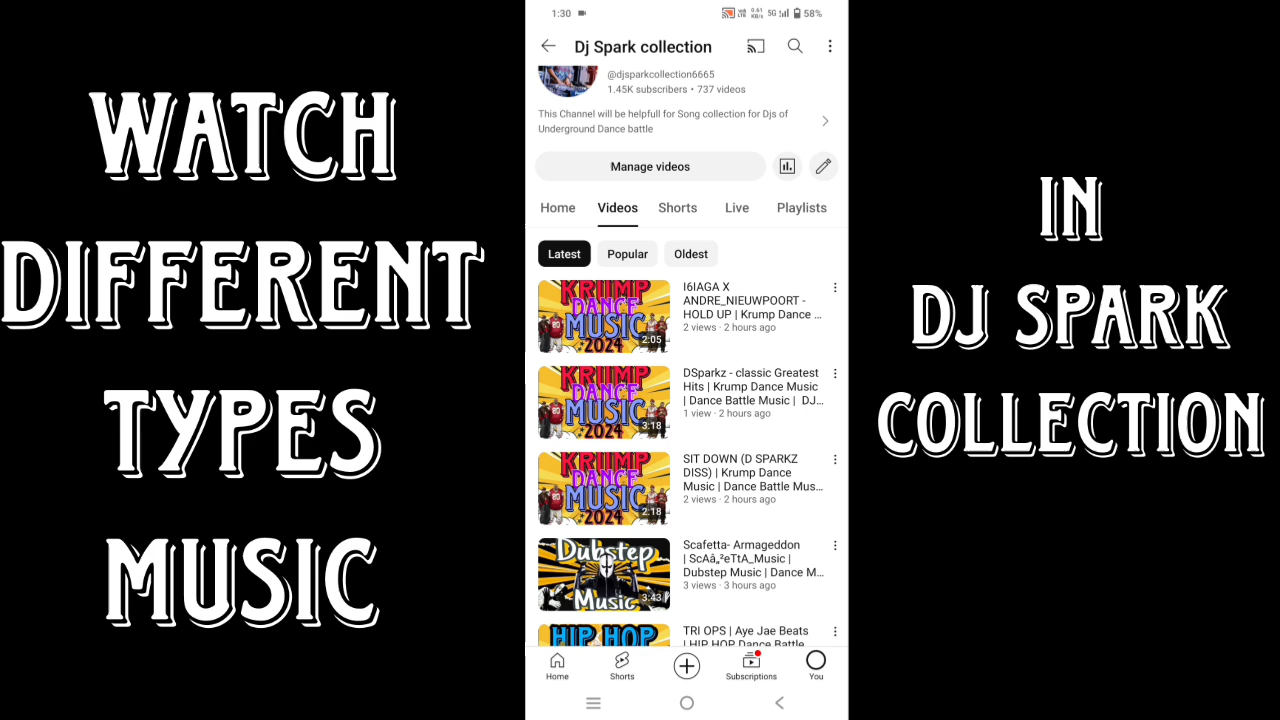 WATCH
DIFFERENT
TYPES
MUSIC
1:30
Vo) LTE 0.61 KB/s 5G 58%
Dj Spark collection
@djsparkcollection6665
1.45K subscribers • 737 videos
This Channel will be helpfull for Song collection for Djs of
Underground Dance battle
Manage videos
Home Videos Shorts Live Playlists
Latest Popular Oldest
KRUMP
DANCE
MUSIC
2024
2:05
I6IAGA X
ANDRE_NIEUWPOORT -
HOLD UP | Krump Dance ...
2 views · 2 hours ago
KRUMP
DANCE
MUSIC
2024
3:18
DSparkz - classic Greatest
Hits | Krump Dance Music
| Dance Battle Music | DJ...
1 view · 2 hours ago
KRUMP
DANCE
MUSIC
2024
2:18
SIT DOWN (D SPARKZ
DISS) | Krump Dance
Music | Dance Battle Mus...
2 views · 2 hours ago
Dubstep
Music
3:43
Scafetta- Armageddon
| ScAâ„²eTtA_Music |
Dubstep Music | Dance M...
3 views · 3 hours ago
HIP HOP
TRI OPS | Aye Jae Beats
| HIP HOP Dance Battle
Home Shorts Subscriptions You
IN
DJ SPARK
COLLECTION